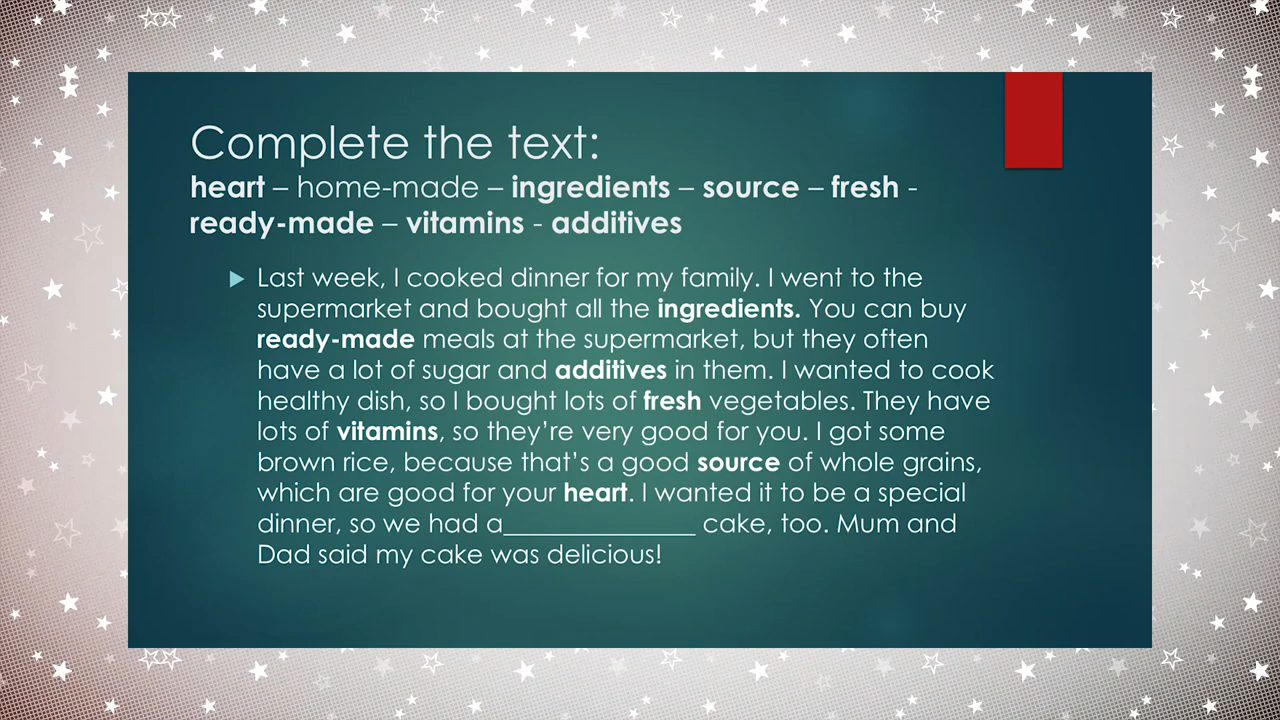 Complete the text:
heart – home-made – ingredients – source – fresh -
ready-made – vitamins - additives
Last week, I cooked dinner for my family. I went to the
supermarket and bought all the ingredients. You can buy
ready-made meals at the supermarket, but they often
have a lot of sugar and additives in them. I wanted to cook
healthy dish, so I bought lots of fresh vegetables. They have
lots of vitamins, so they’re very good for you. I got some
brown rice, because that’s a good source of whole grains,
which are good for your heart. I wanted it to be a special
dinner, so we had a______________ cake, too. Mum and
Dad said my cake was delicious!